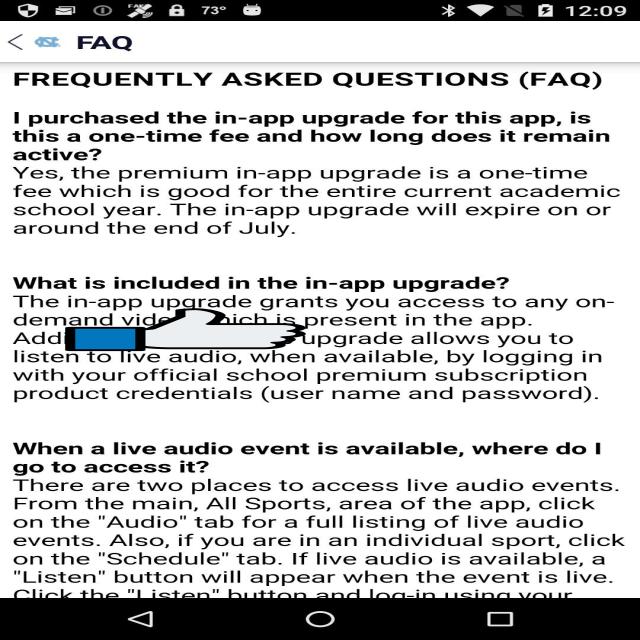 73°
12:09
FAQ
FREQUENTLY ASKED QUESTIONS (FAQ)
I purchased the in-app upgrade for this app, is
this a one-time fee and how long does it remain
active?
Yes, the premium in-app upgrade is a one-time
fee which is good for the entire current academic
school year. The in-app upgrade will expire on or
around the end of July.
What is included in the in-app upgrade?
The in-app upgrade grants you access to any on-
demand which is present in the app.
upgrade allows you to
listen to live audio, when available, by logging in
with your official school premium subscription
product credentials (user name and password).
When a live audio event is available, where do I
go to access it?
There are two places to access live audio events.
From the main, All Sports, area of the app, click
on the "Audio" tab for a full listing of live audio
events. Also, if you are in an individual sport, click
on the "Schedule" tab. If live audio is available, a
"Listen" button will appear when the event is live.
Click the "Listen" button and log-in using your